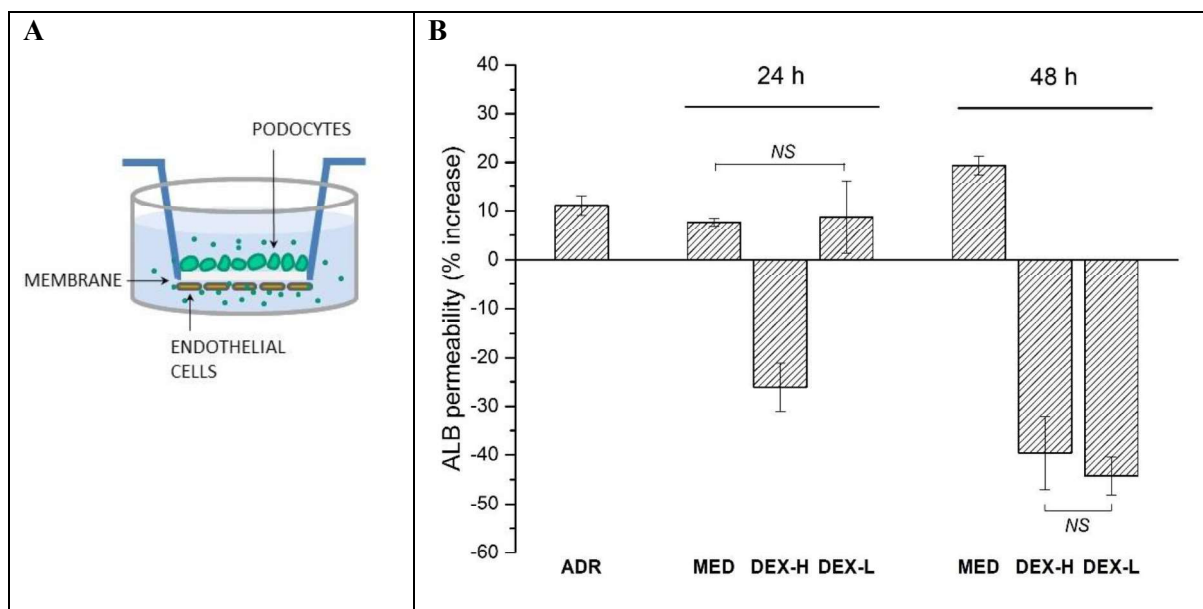 A
PODOCYTES
MEMBRANE
ENDOTHELIAL
CELLS
B
24 h
48 h
ALB permeability (% increase)
40
30
20
10
0
-10
-20
-30
-40
-50
-60
NS
NS
ADR
MED DEX-H DEX-L
MED DEX-H DEX-L